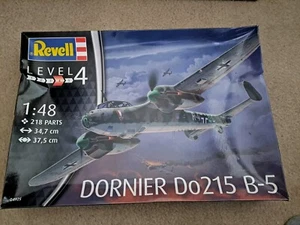 Revell
LEVEL 4
1:48
218 PARTS
34,7 cm
37,5 cm
DORNIER Do215 B-5